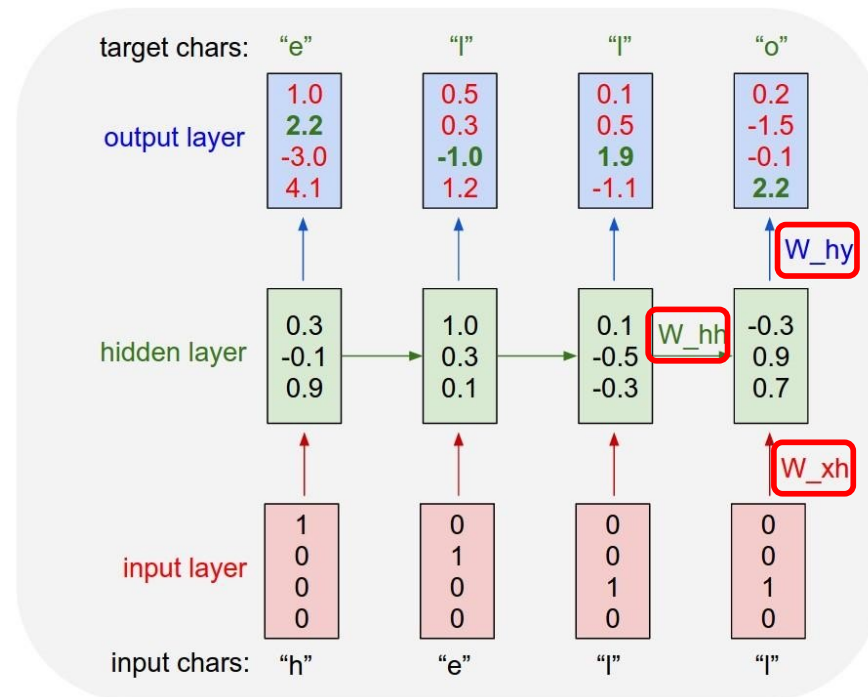 target chars: “e” “l” “l” “o”
1.0 0.5 0.1 0.2
2.2 0.3 0.5 -1.5
output layer
-3.0 -1.0 1.9 -0.1
4.1 1.2 -1.1 2.2
W_hy
0.3 1.0 0.1 W_hh -0.3
hidden layer -0.1 0.3 -0.5 0.9
0.9 0.1 -0.3 0.7
W_xh
1 0 0 0
0 1 0 0
input layer
0 0 1 1
0 0 0 0
input chars: “h” “e” “l” “l”